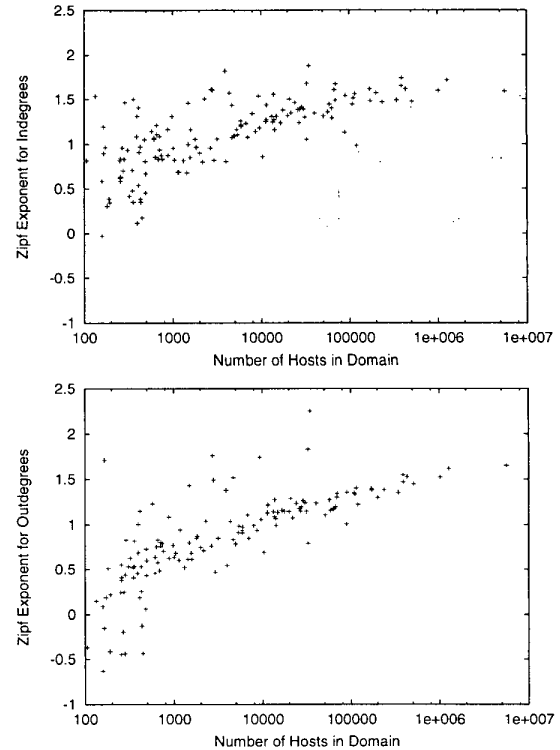 2.5
2
1.5
1
0.5
0
-0.5
-1
Zipf Exponent for Indegrees
100 1000 10000 100000 1e+006 1e+007
Number of Hosts in Domain
2.5
2
1.5
1
0.5
0
-0.5
-1
Zipf Exponent for Outdegrees
100 1000 10000 100000 1e+006 1e+007
Number of Hosts in Domain